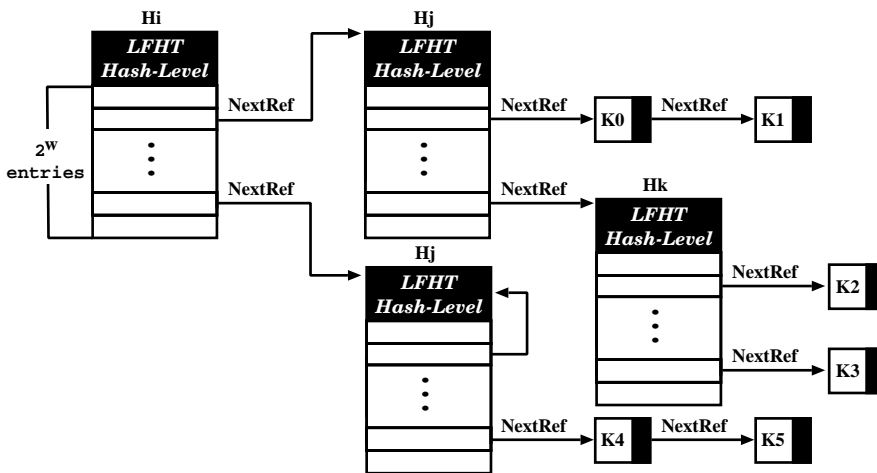 Hi
LFHT
Hash-Level
2^W
entries
NextRef
NextRef
Hj
LFHT
Hash-Level
NextRef
K0
NextRef
K1
NextRef
Hk
LFHT
Hash-Level
NextRef
K2
NextRef
K3
Hj
LFHT
Hash-Level
NextRef
K4
NextRef
K5